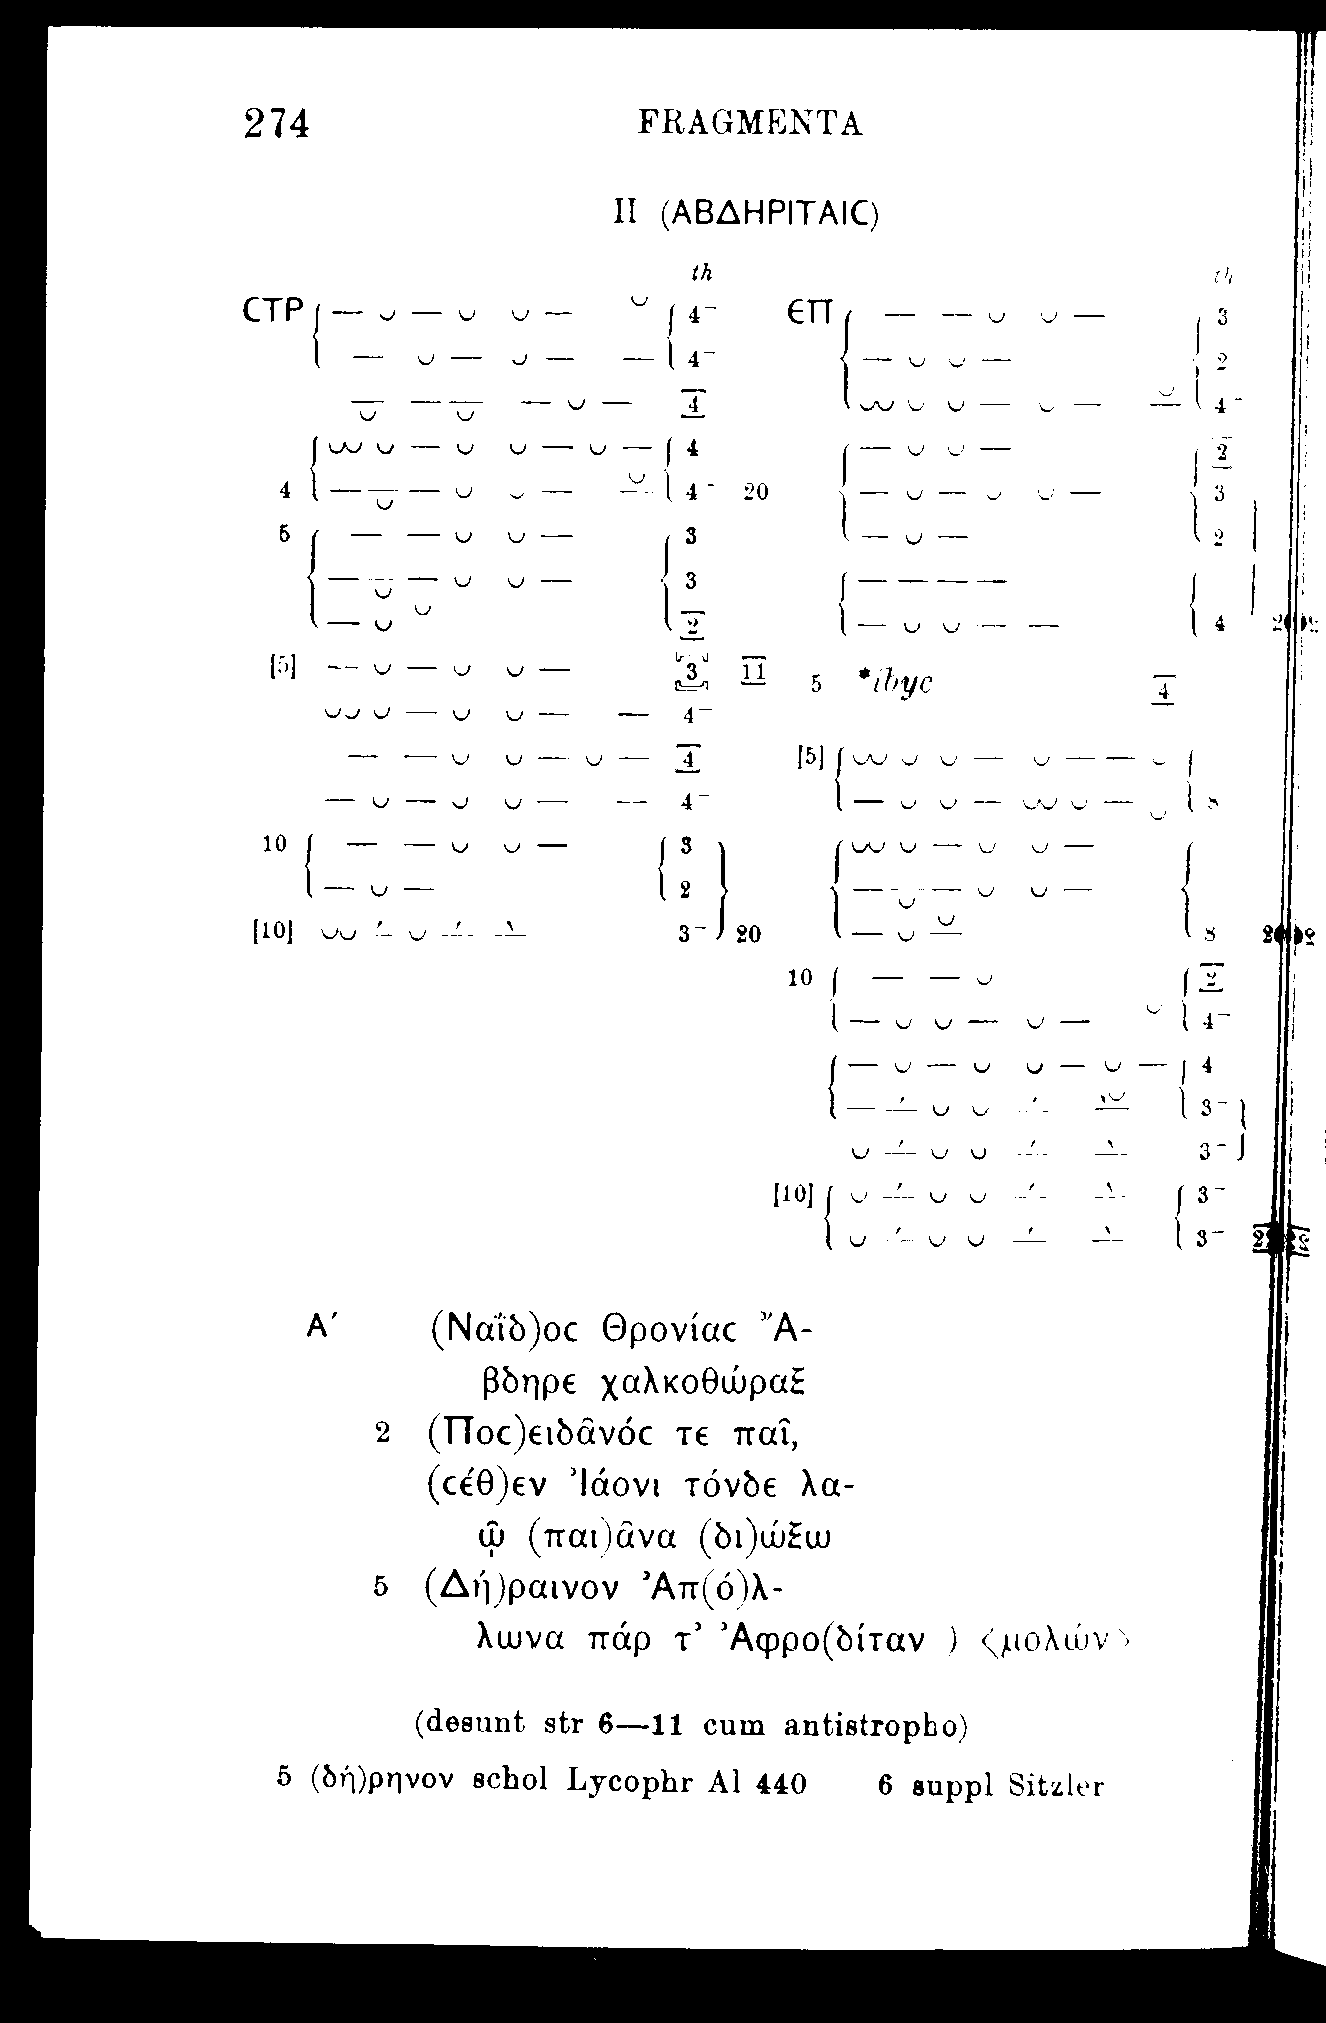 274 FRAGMENTA
II (ΑΒΔΗΡΙΤΑΙϹ)
th
ϹΤΡ — ⏑ — ⏑ ⏑ — ⏑ 4–
— ⏑ — ⏑ — — 4–
4
4
4 4–
5 — — ⏑ ⏑ — 3
3
— ⏑ ⏑ 2
[5] — ⏑ — ⏑ ⏑ — 3 11
⏑⏑ ⏑ — ⏑ ⏑ — — 4–
— — ⏑ ⏑ — ⏑ — 4
— ⏑ — ⏑ ⏑ — — 4–
10 — — ⏑ ⏑ — 3
— ⏑ — 2
[10] 3– 20
th
ЄΠ — — ⏑ ⏑ — 3
— ⏑ ⏑ — 2
4–
— ⏑ ⏑ — 2
20 — ⏑ — ⏑ ⏑ — 3
— ⏑ — 2
— — — —
— ⏑ ⏑ — — 4
5 *ibyc 4
[5] ⏑⏑ ⏑ ⏑ — ⏑ — — ⏑
8
⏑⏑ ⏑ — ⏑ ⏑ —
8
10 — — ⏑ 2
— ⏑ ⏑ — ⏑ — ⏑ 4–
— ⏑ — ⏑ ⏑ — ⏑ — 4
3–
3–
[10] 3–
3–
Α′ (Ναΐδ)οϲ Θρονίαϲ Ἄ-
βδηρε χαλκοθώραξ
2 (Ποϲ)ειδᾶνόϲ τε παῖ,
(ϲέθ)εν Ἰάονι τόνδε λα-
ῷ (παι)ᾶνα (δι)ώξω
5 (Δή)ραινον Ἀπ(ό)λ-
λωνα πάρ τ’ Ἀφρο(δίταν ) &lt;μολών&gt;
(desunt str 6—11 cum antistropho)
5 (δή)ρηνον schol Lycophr Al 440 6 suppl Sitzler